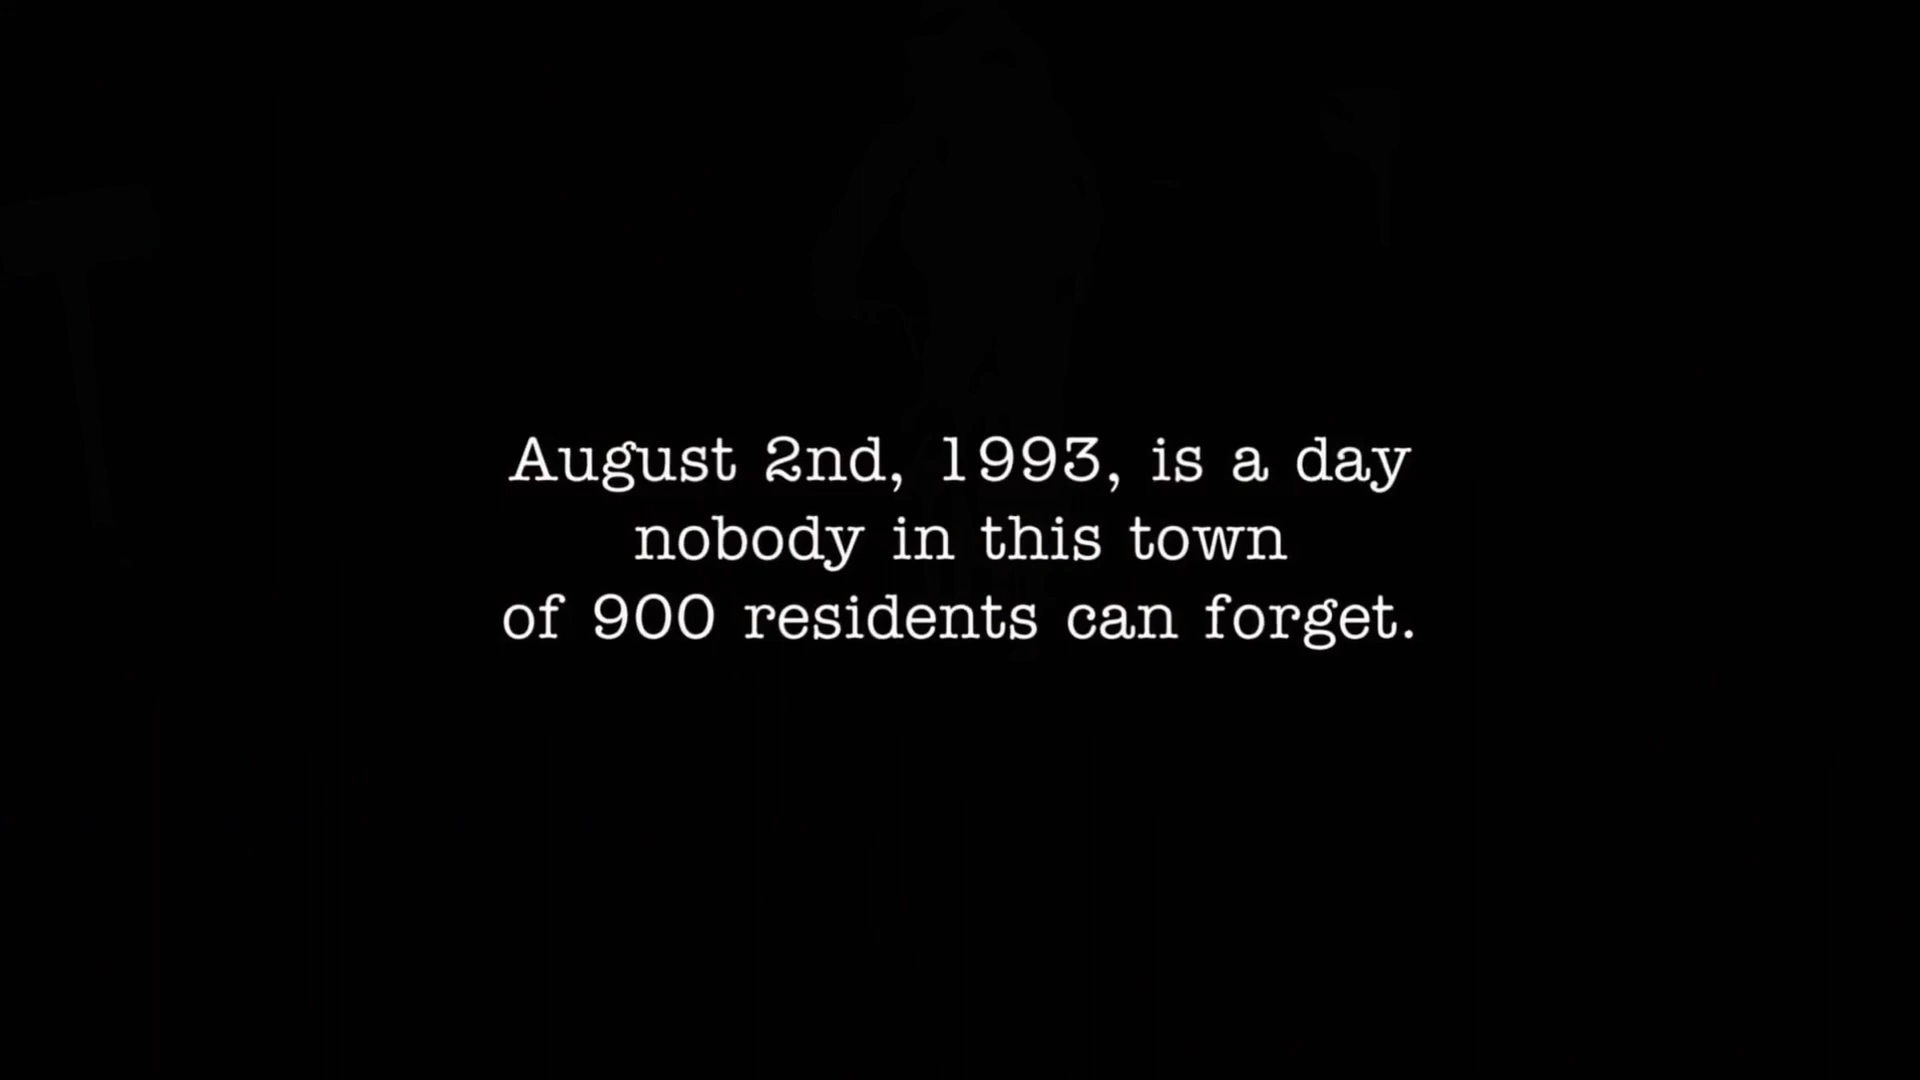 August 2nd, 1993, is a day
nobody in this town
of 900 residents can forget.